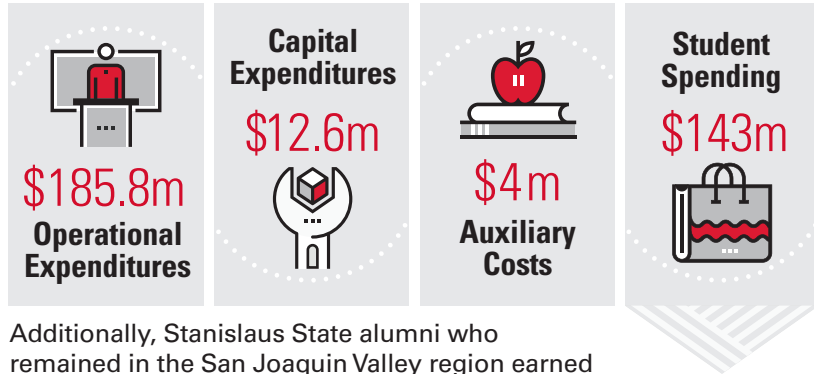 $185.8m
Operational
Expenditures
Capital
Expenditures
$12.6m
$4m
Auxiliary
Costs
Student
Spending
$143m
Additionally, Stanislaus State alumni who
remained in the San Joaquin Valley region earned